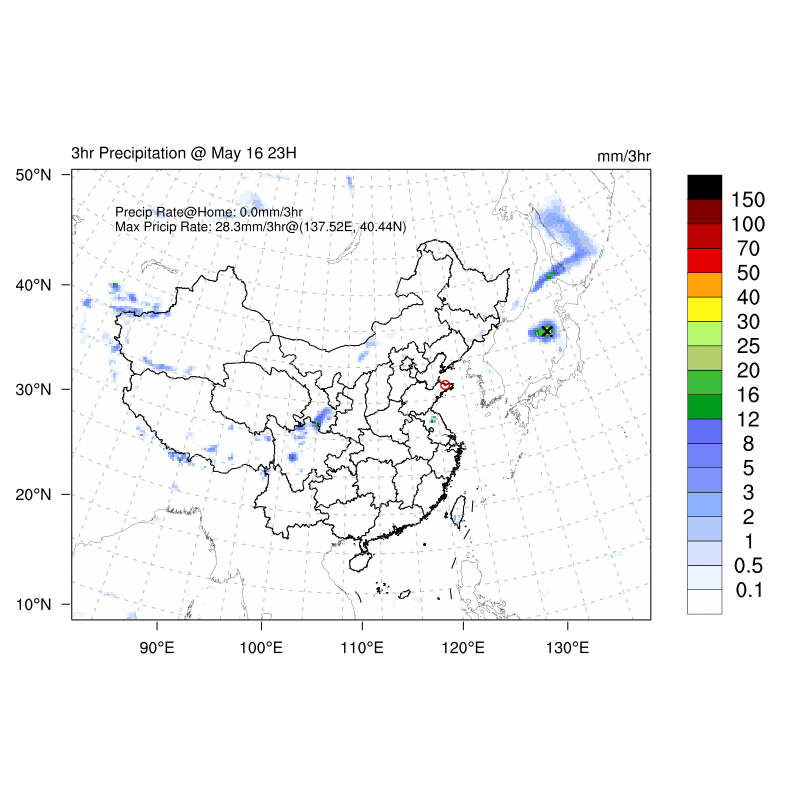 3hr Precipitation @ May 16 23H
mm/3hr
Precip Rate@Home: 0.0mm/3hr
Max Pricip Rate: 28.3mm/3hr@(137.52E, 40.44N)
50°N
40°N
30°N
20°N
10°N
90°E
100°E
110°E
120°E
130°E
150
100
70
50
40
30
25
20
16
12
8
5
3
2
1
0.5
0.1